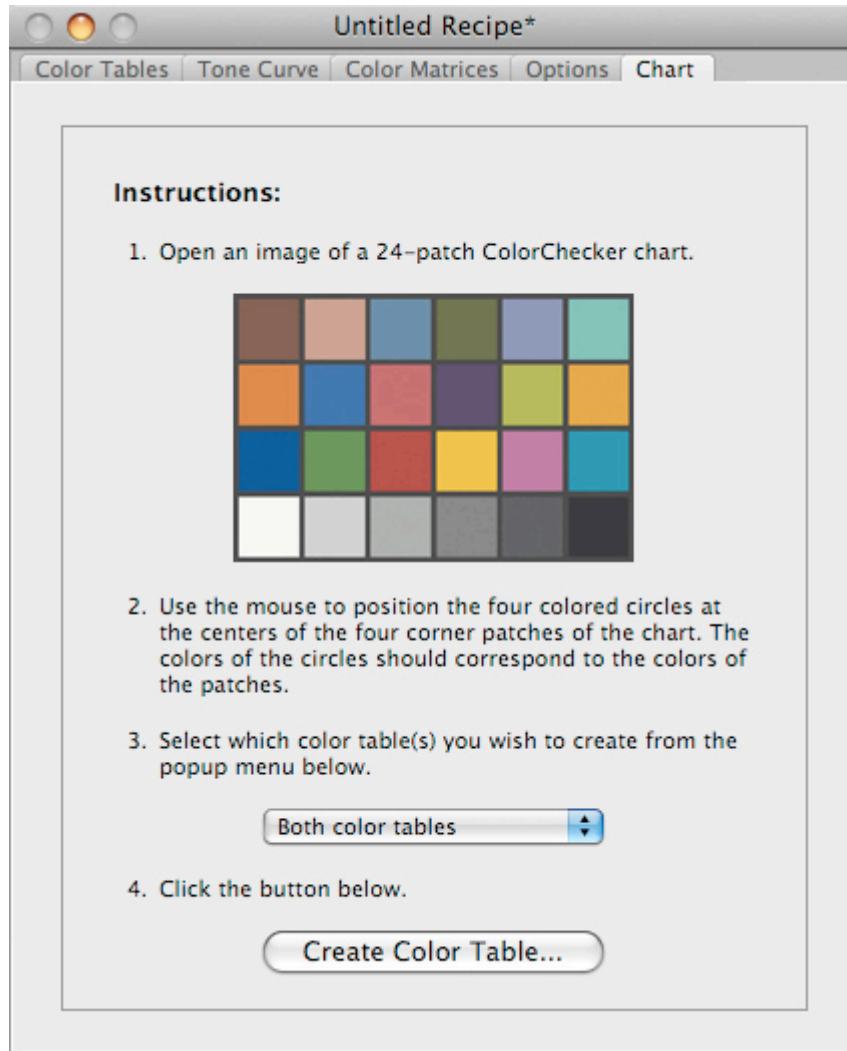 Untitled Recipe*
Color Tables Tone Curve Color Matrices Options Chart
Instructions:
1. Open an image of a 24-patch ColorChecker chart.
2. Use the mouse to position the four colored circles at
the centers of the four corner patches of the chart. The
colors of the circles should correspond to the colors of
the patches.
3. Select which color table(s) you wish to create from the
popup menu below.
Both color tables
4. Click the button below.
Create Color Table...